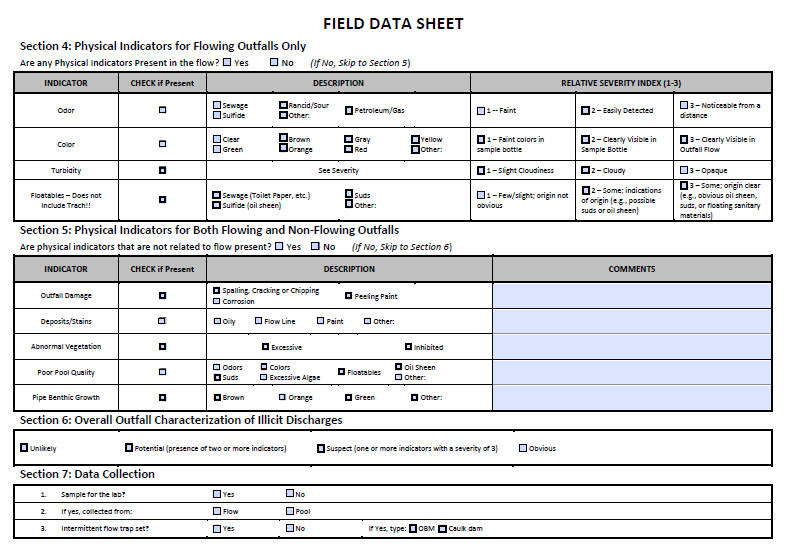 FIELD DATA SHEET
Section 4: Physical Indicators for Flowing Outfalls Only
Are any Physical Indicators Present in the flow? Yes No (If No, Skip to Section 5)
INDICATOR CHECK if Present DESCRIPTION RELATIVE SEVERITY INDEX (1-3)
Odor Sewage Rancid/Sour Petroleum/Gas 1 -- Faint 2 – Easily Detected 3 – Noticeable from a distance
Sulfide Other:
Color Clear Brown Gray Yellow 1 – Faint colors in sample bottle 2 – Clearly Visible in Sample Bottle 3 – Clearly Visible in Outfall Flow
Green Orange Red Other:
Turbidity See Severity 1 – Slight Cloudiness 2 – Cloudy 3 – Opaque
Floatables – Does not Include Trach!! Sewage (Toilet Paper, etc.) Suds 1 – Few/slight; origin not obvious 2 – Some; indications of origin (e.g., possible suds or oil sheen) 3 – Some; origin clear (e.g., obvious oil sheen, suds, or floating sanitary materials)
Sulfide (oil sheen) Other:
Section 5: Physical Indicators for Both Flowing and Non-Flowing Outfalls
Are physical indicators that are not related to flow present? Yes No (If No, Skip to Section 6)
INDICATOR CHECK if Present DESCRIPTION COMMENTS
Outfall Damage Spalling, Cracking or Chipping Peeling Paint
Corrosion
Deposits/Stains Oily Flow Line Paint Other:
Abnormal Vegetation Excessive Inhibited
Poor Pool Quality Odors Colors Floatables Oil Sheen
Suds Excessive Algae Other:
Pipe Benthic Growth Brown Orange Green Other:
Section 6: Overall Outfall Characterization of Illicit Discharges
Unlikely Potential (presence of two or more indicators) Suspect (one or more indicators with a severity of 3) Obvious
Section 7: Data Collection
1. Sample for the lab? Yes No
2. If yes, collected from: Flow Pool
3. Intermittent flow trap set? Yes No If Yes, type: OBM Caulk dam